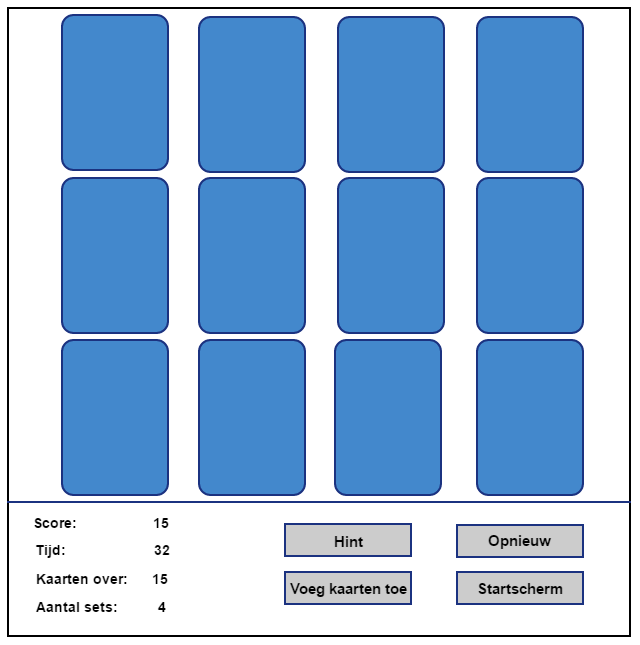 Score: 15
Tijd: 32
Kaarten over: 15
Aantal sets: 4
Hint
Opnieuw
Voeg kaarten toe
Startscherm